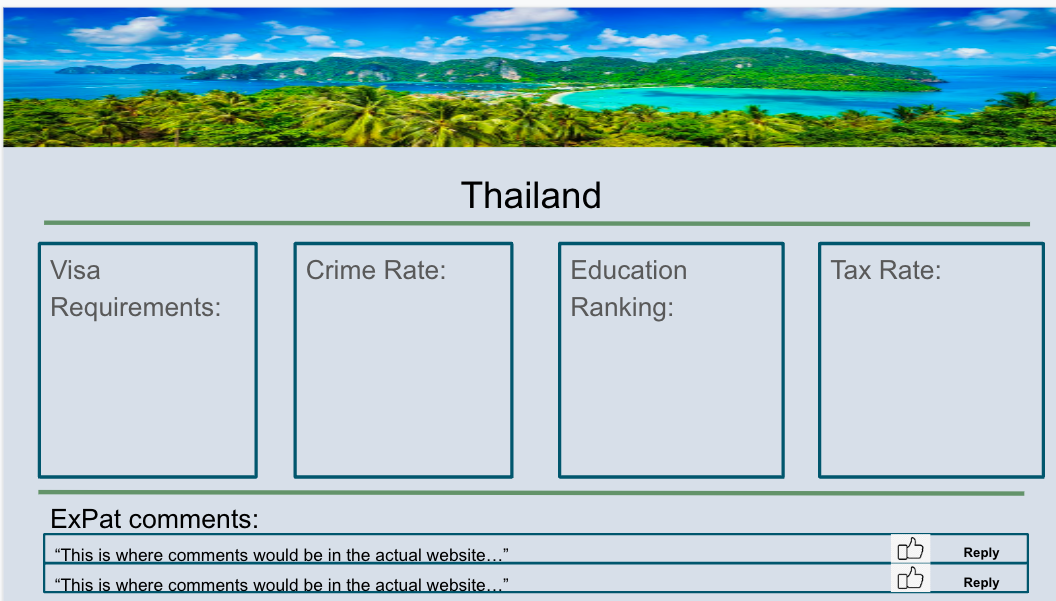 Thailand
Visa
Requirements:
Crime Rate:
Education
Ranking:
Tax Rate:
ExPat comments:
“This is where comments would be in the actual website…” Reply
“This is where comments would be in the actual website…” Reply